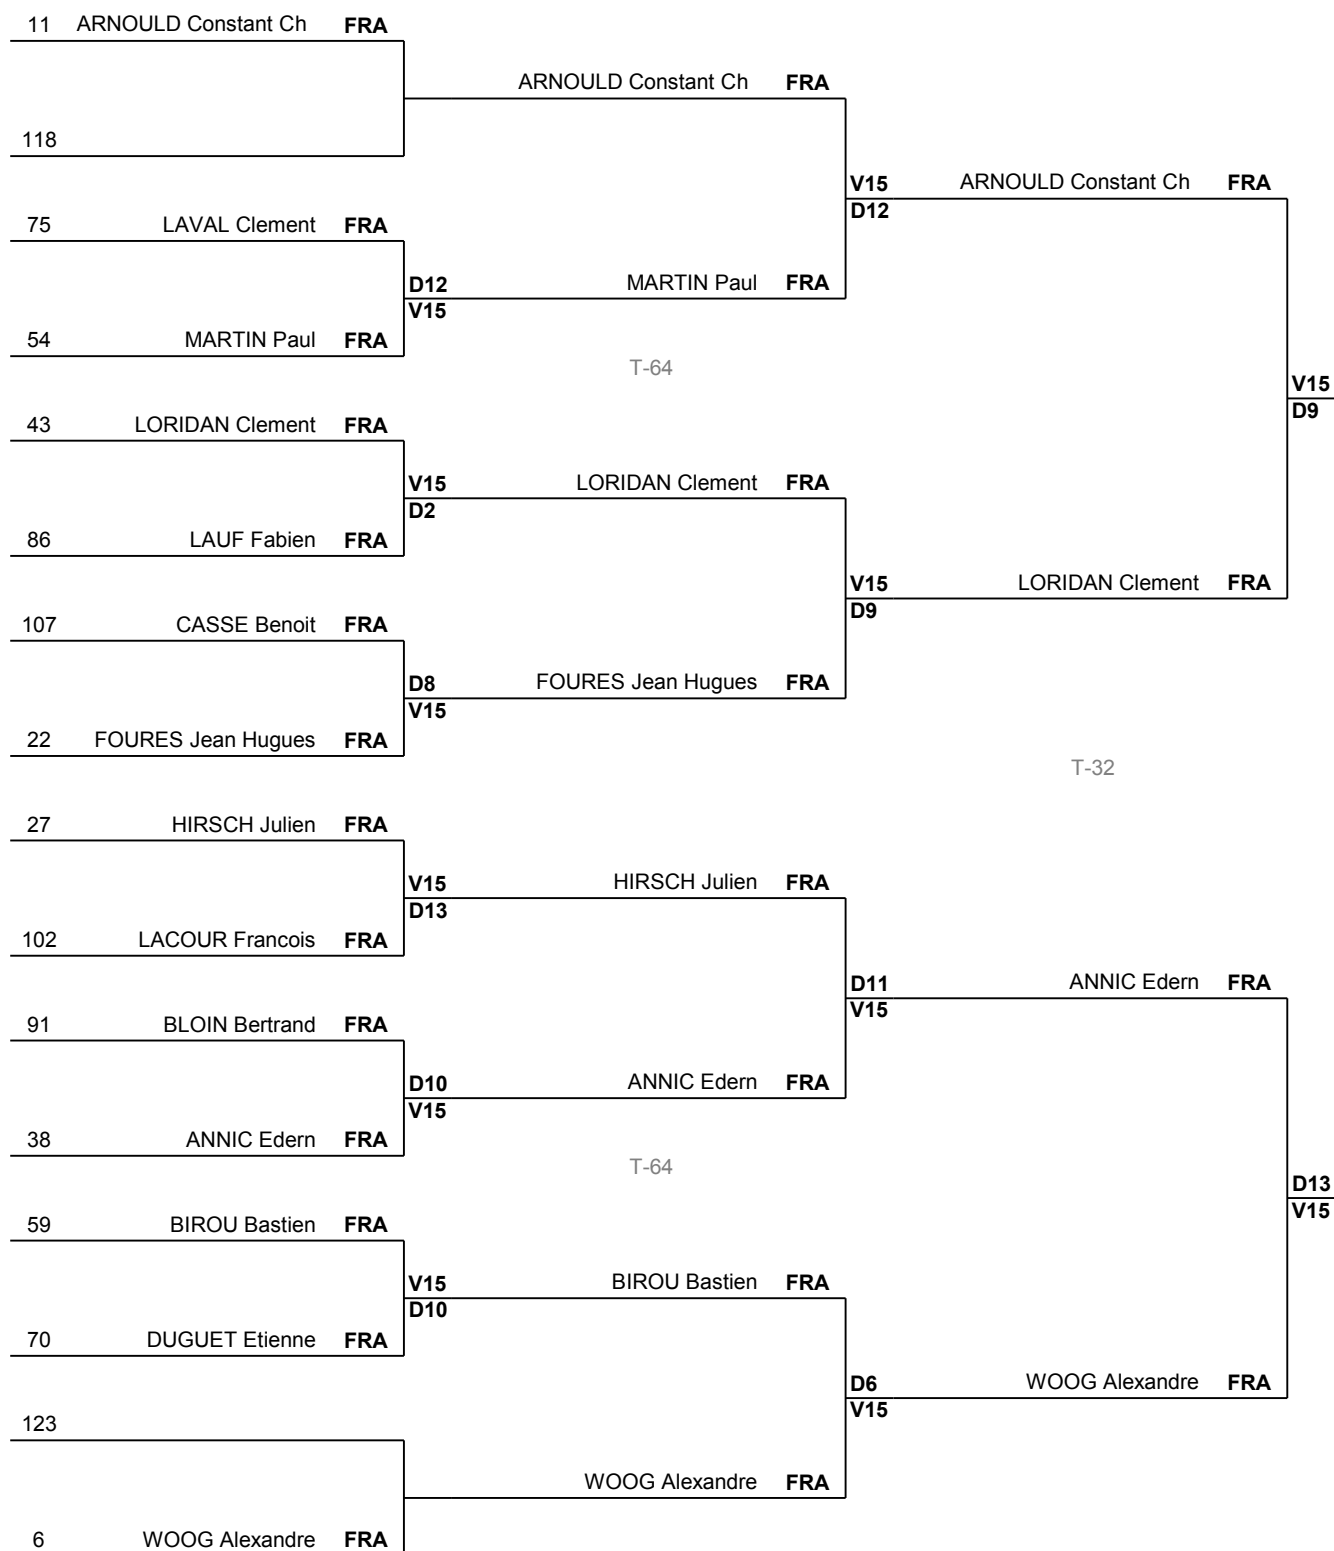 11 ARNOULD Constant Ch FRA
ARNOULD Constant Ch FRA
118
V15 ARNOULD Constant Ch FRA
D12
75 LAVAL Clement FRA
D12 MARTIN Paul FRA
V15
54 MARTIN Paul FRA
T-64
V15
D9
43 LORIDAN Clement FRA
V15 LORIDAN Clement FRA
D2
86 LAUF Fabien FRA
V15 LORIDAN Clement FRA
D9
107 CASSE Benoit FRA
D8 FOURES Jean Hugues FRA
V15
22 FOURES Jean Hugues FRA
T-32
27 HIRSCH Julien FRA
V15 HIRSCH Julien FRA
D13
102 LACOUR Francois FRA
D11 ANNIC Edern FRA
V15
91 BLOIN Bertrand FRA
D10 ANNIC Edern FRA
V15
38 ANNIC Edern FRA
T-64
D13
V15
59 BIROU Bastien FRA
V15 BIROU Bastien FRA
D10
70 DUGUET Etienne FRA
D6 WOOG Alexandre FRA
V15
123
WOOG Alexandre FRA
6 WOOG Alexandre FRA